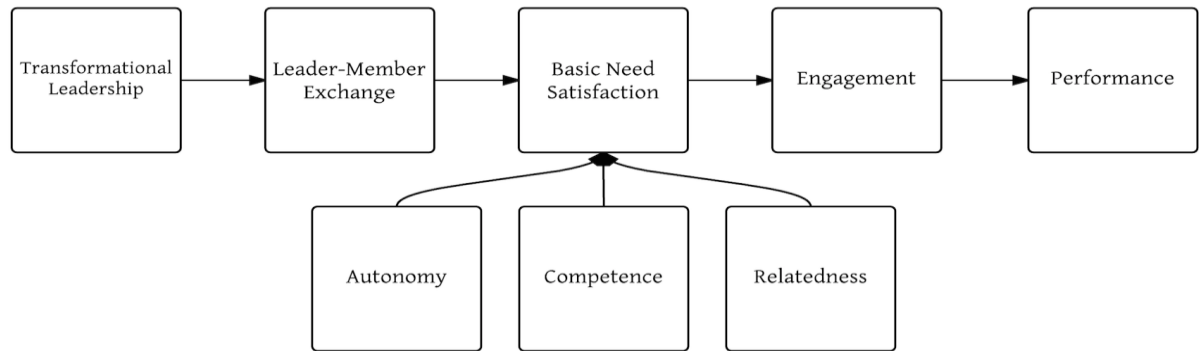 Transformational
Leadership
Leader-Member
Exchange
Basic Need
Satisfaction
Engagement
Performance
Autonomy
Competence
Relatedness